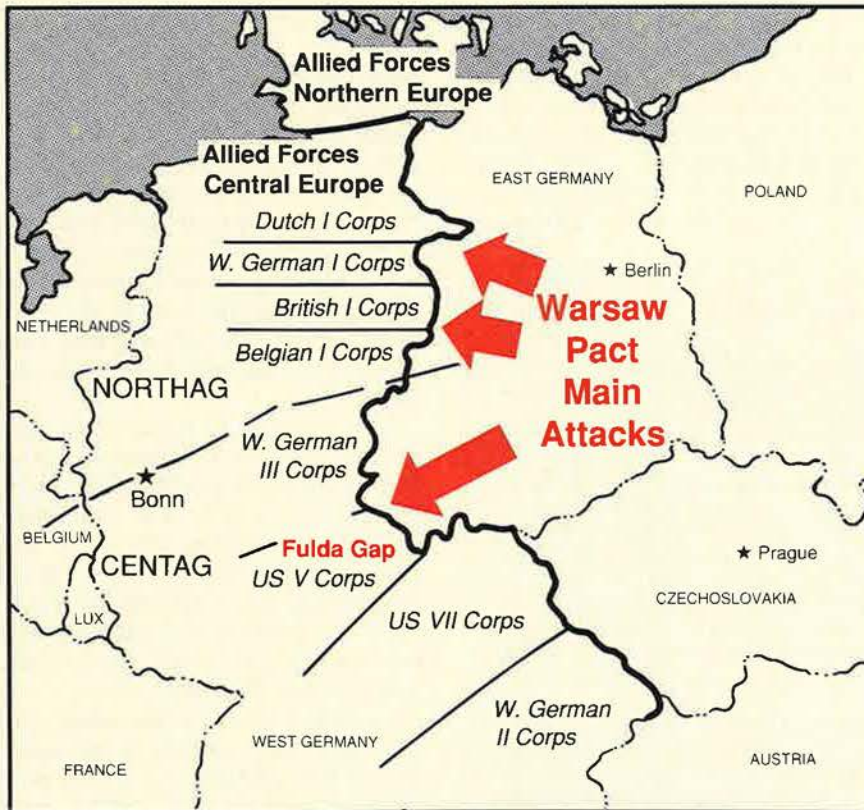 Allied Forces
Northern Europe
Allied Forces
Central Europe
EAST GERMANY
POLAND
Dutch I Corps
W. German I Corps
Berlin
British I Corps
NETHERLANDS
Belgian I Corps
Warsaw
Pact
Main
Attacks
NORTHAG
W. German
III Corps
Bonn
BELGIUM
CENTAG
Fulda Gap
US V Corps
Prague
CZECHOSLOVAKIA
LUX
US VII Corps
W. German
II Corps
WEST GERMANY
FRANCE
AUSTRIA